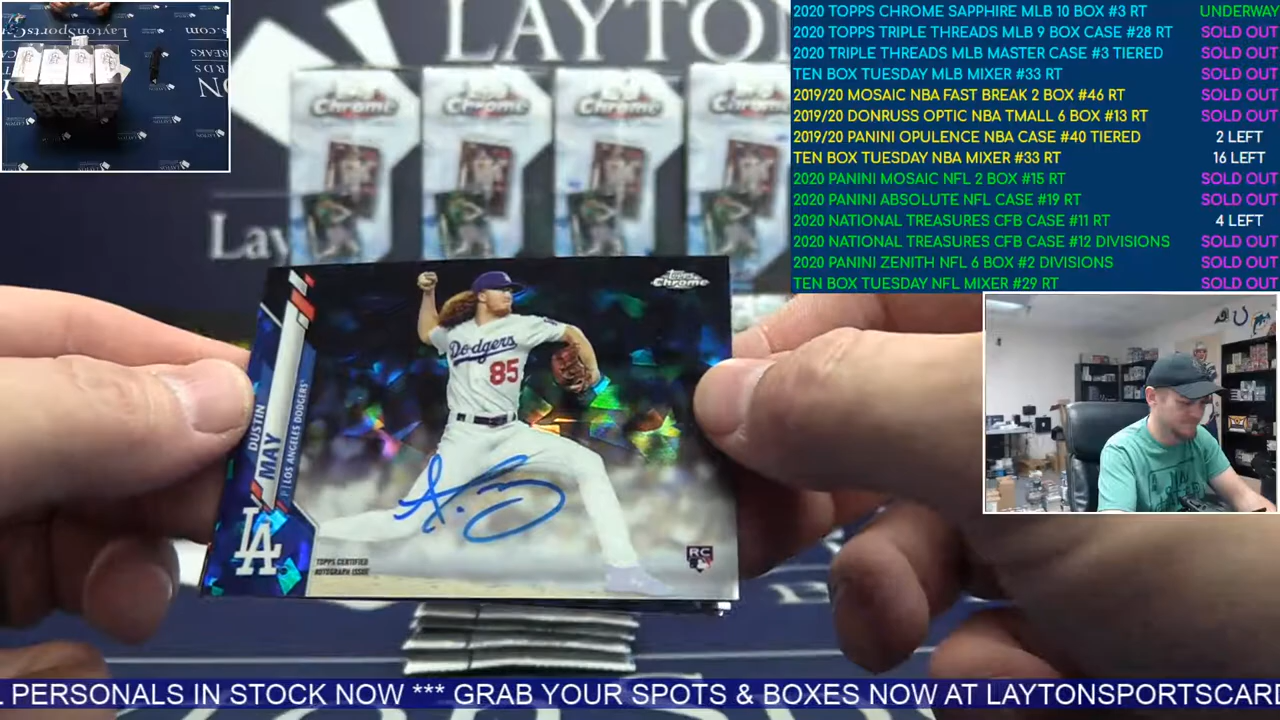 2020 TOPPS CHROME SAPPHIRE MLB 10 BOX #3 RT UNDERWAY
2020 TOPPS TRIPLE THREADS MLB 9 BOX CASE #28 RT SOLD OUT
2020 TRIPLE THREADS MLB MASTER CASE #3 TIERED SOLD OUT
TEN BOX TUESDAY MLB MIXER #33 RT SOLD OUT
2019/20 MOSAIC NBA FAST BREAK 2 BOX #46 RT SOLD OUT
2019/20 DONRUSS OPTIC NBA TMALL 6 BOX #13 RT SOLD OUT
2019/20 PANINI OPULENCE NBA CASE #40 TIERED 2 LEFT
TEN BOX TUESDAY NBA MIXER #33 RT 16 LEFT
2020 PANINI MOSAIC NFL 2 BOX #15 RT SOLD OUT
2020 PANINI ABSOLUTE NFL CASE #19 RT SOLD OUT
2020 NATIONAL TREASURES CFB CASE #11 RT 4 LEFT
2020 NATIONAL TREASURES CFB CASE #12 DIVISIONS SOLD OUT
2020 PANINI ZENITH NFL 6 BOX #2 DIVISIONS SOLD OUT
TEN BOX TUESDAY NFL MIXER #29 RT SOLD OUT
LAYTO
Chrome
Chrome
Chrome
Chrome
Lay
Topps
Chrome
Dodgers
85
DUSTIN
MAY
P | LOS ANGELES DODGERS
LA
TOPPS CERTIFIED
AUTOGRAPH ISSUE
RC
PERSONALS IN STOCK NOW *** GRAB YOUR SPOTS & BOXES NOW AT LAYTONSPORTSCARD